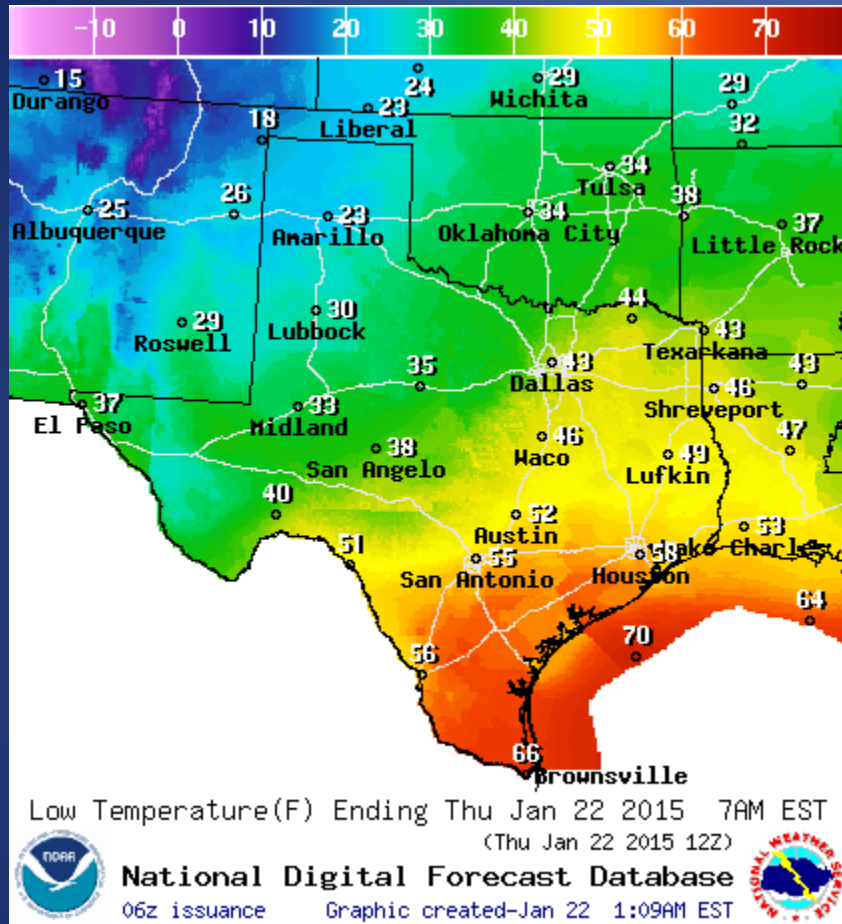 -10 0 10 20 30 40 50 60 70
15 24 29 29
Durango Wichita
23
18 Liberal 32
34
Tulsa
25 26 23 34 38 37
Albuquerque Amarillo Oklahoma City Little Rock
29 30 44
Roswell Lubbock 43
Texarkana
35 43 43
Dallas 46
37 33 Shreveport
El Paso Midland
38 46 49 47
San Angelo Waco Lufkin
40 52 53
Austin
51 55 58 Lake Charles
San Antonio Houston
64
56 70
66
Brownsville
Low Temperature(F) Ending Thu Jan 22 2015 7AM EST
(Thu Jan 22 2015 12Z)
NOAA
National Digital Forecast Database
06z issuance Graphic created-Jan 22 1:09AM EST
NATIONAL WEATHER SERVICE